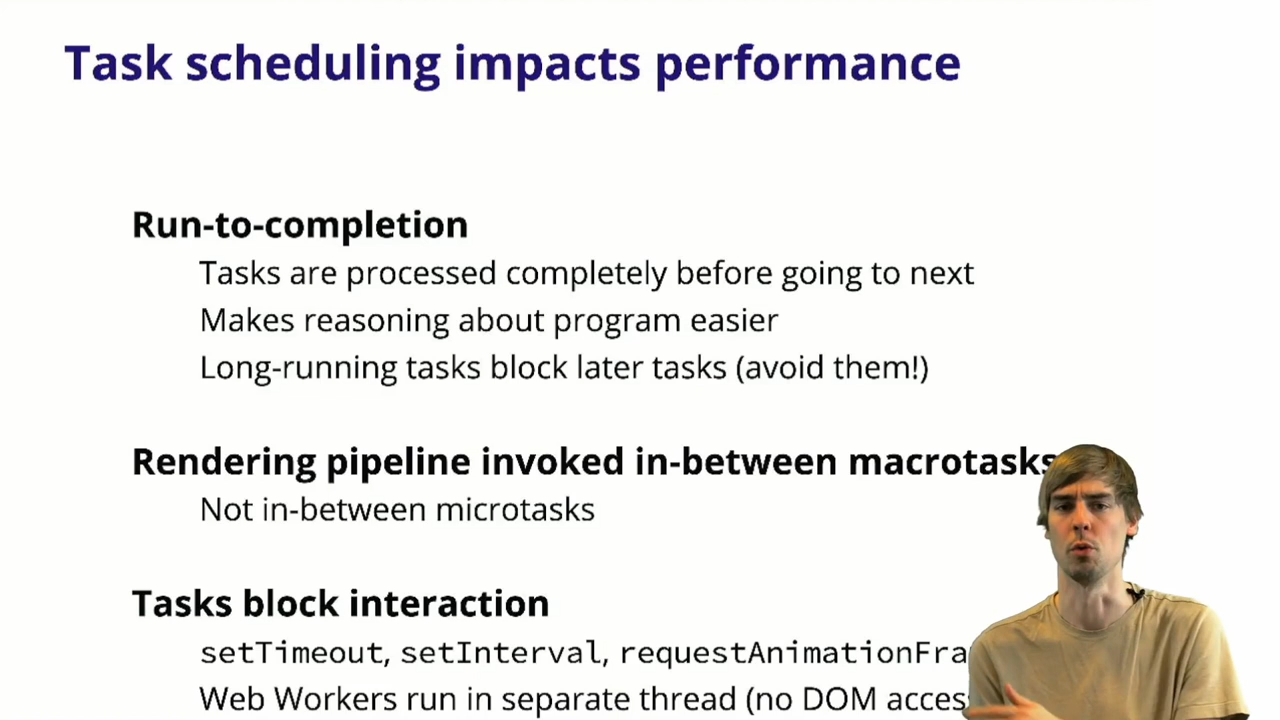 Task scheduling impacts performance
Run-to-completion
Tasks are processed completely before going to next
Makes reasoning about program easier
Long-running tasks block later tasks (avoid them!)
Rendering pipeline invoked in-between macrotasks
Not in-between microtasks
Tasks block interaction
setTimeout, setInterval,
Web Workers run in separate thread (no DOM